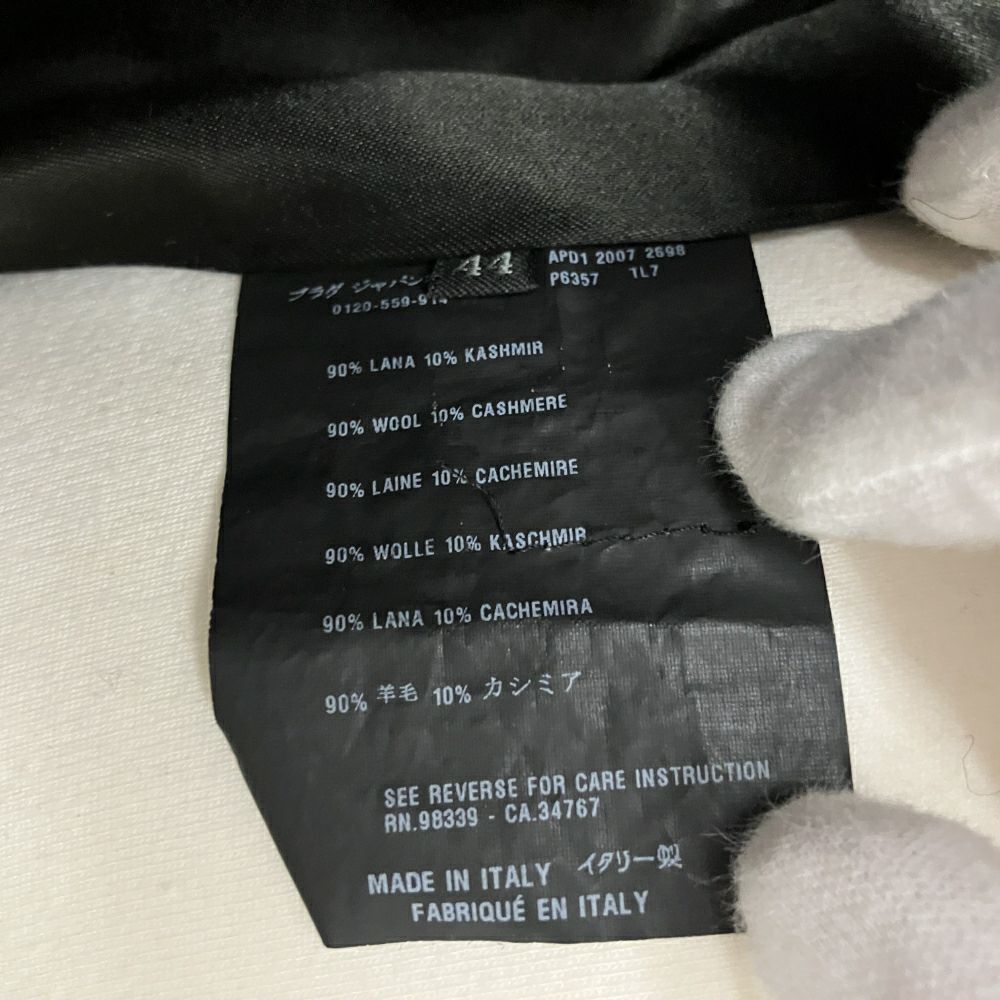 44
APD1 2007 2698
P6357 1L7
プラダ ジャパン
0120-559-914
90% LANA 10% KASHMIR
90% WOOL 10% CASHMERE
90% LAINE 10% CACHEMIRE
90% WOLLE 10% KASCHMIR
90% LANA 10% CACHEMIRA
90% 羊毛 10% カシミア
SEE REVERSE FOR CARE INSTRUCTION
RN.98339 - CA.34767
MADE IN ITALY イタリー製
FABRIQUÉ EN ITALY